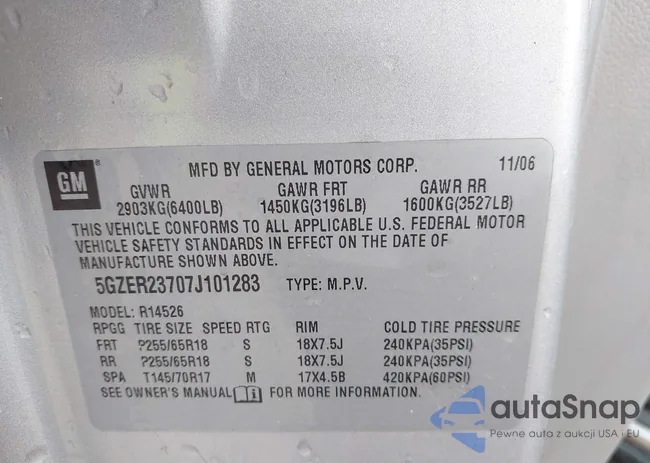 GM
MFD BY GENERAL MOTORS CORP. 11/06
GVWR GAWR FRT GAWR RR
2903KG(6400LB) 1450KG(3196LB) 1600KG(3527LB)
THIS VEHICLE CONFORMS TO ALL APPLICABLE U.S. FEDERAL MOTOR
VEHICLE SAFETY STANDARDS IN EFFECT ON THE DATE OF
MANUFACTURE SHOWN ABOVE.
5GZER23707J101283 TYPE: M.P.V.
MODEL: R14526
RPGG TIRE SIZE SPEED RTG RIM COLD TIRE PRESSURE
FRT P255/65R18 S 18X7.5J 240KPA(35PSI)
RR P255/65R18 S 18X7.5J 240KPA(35PSI)
SPA T145/70R17 M 17X4.5B 420KPA(60PSI)
SEE OWNER'S MANUAL FOR MORE INFORMATION.
autaSnap
Pewne auta z aukcji USA i EU